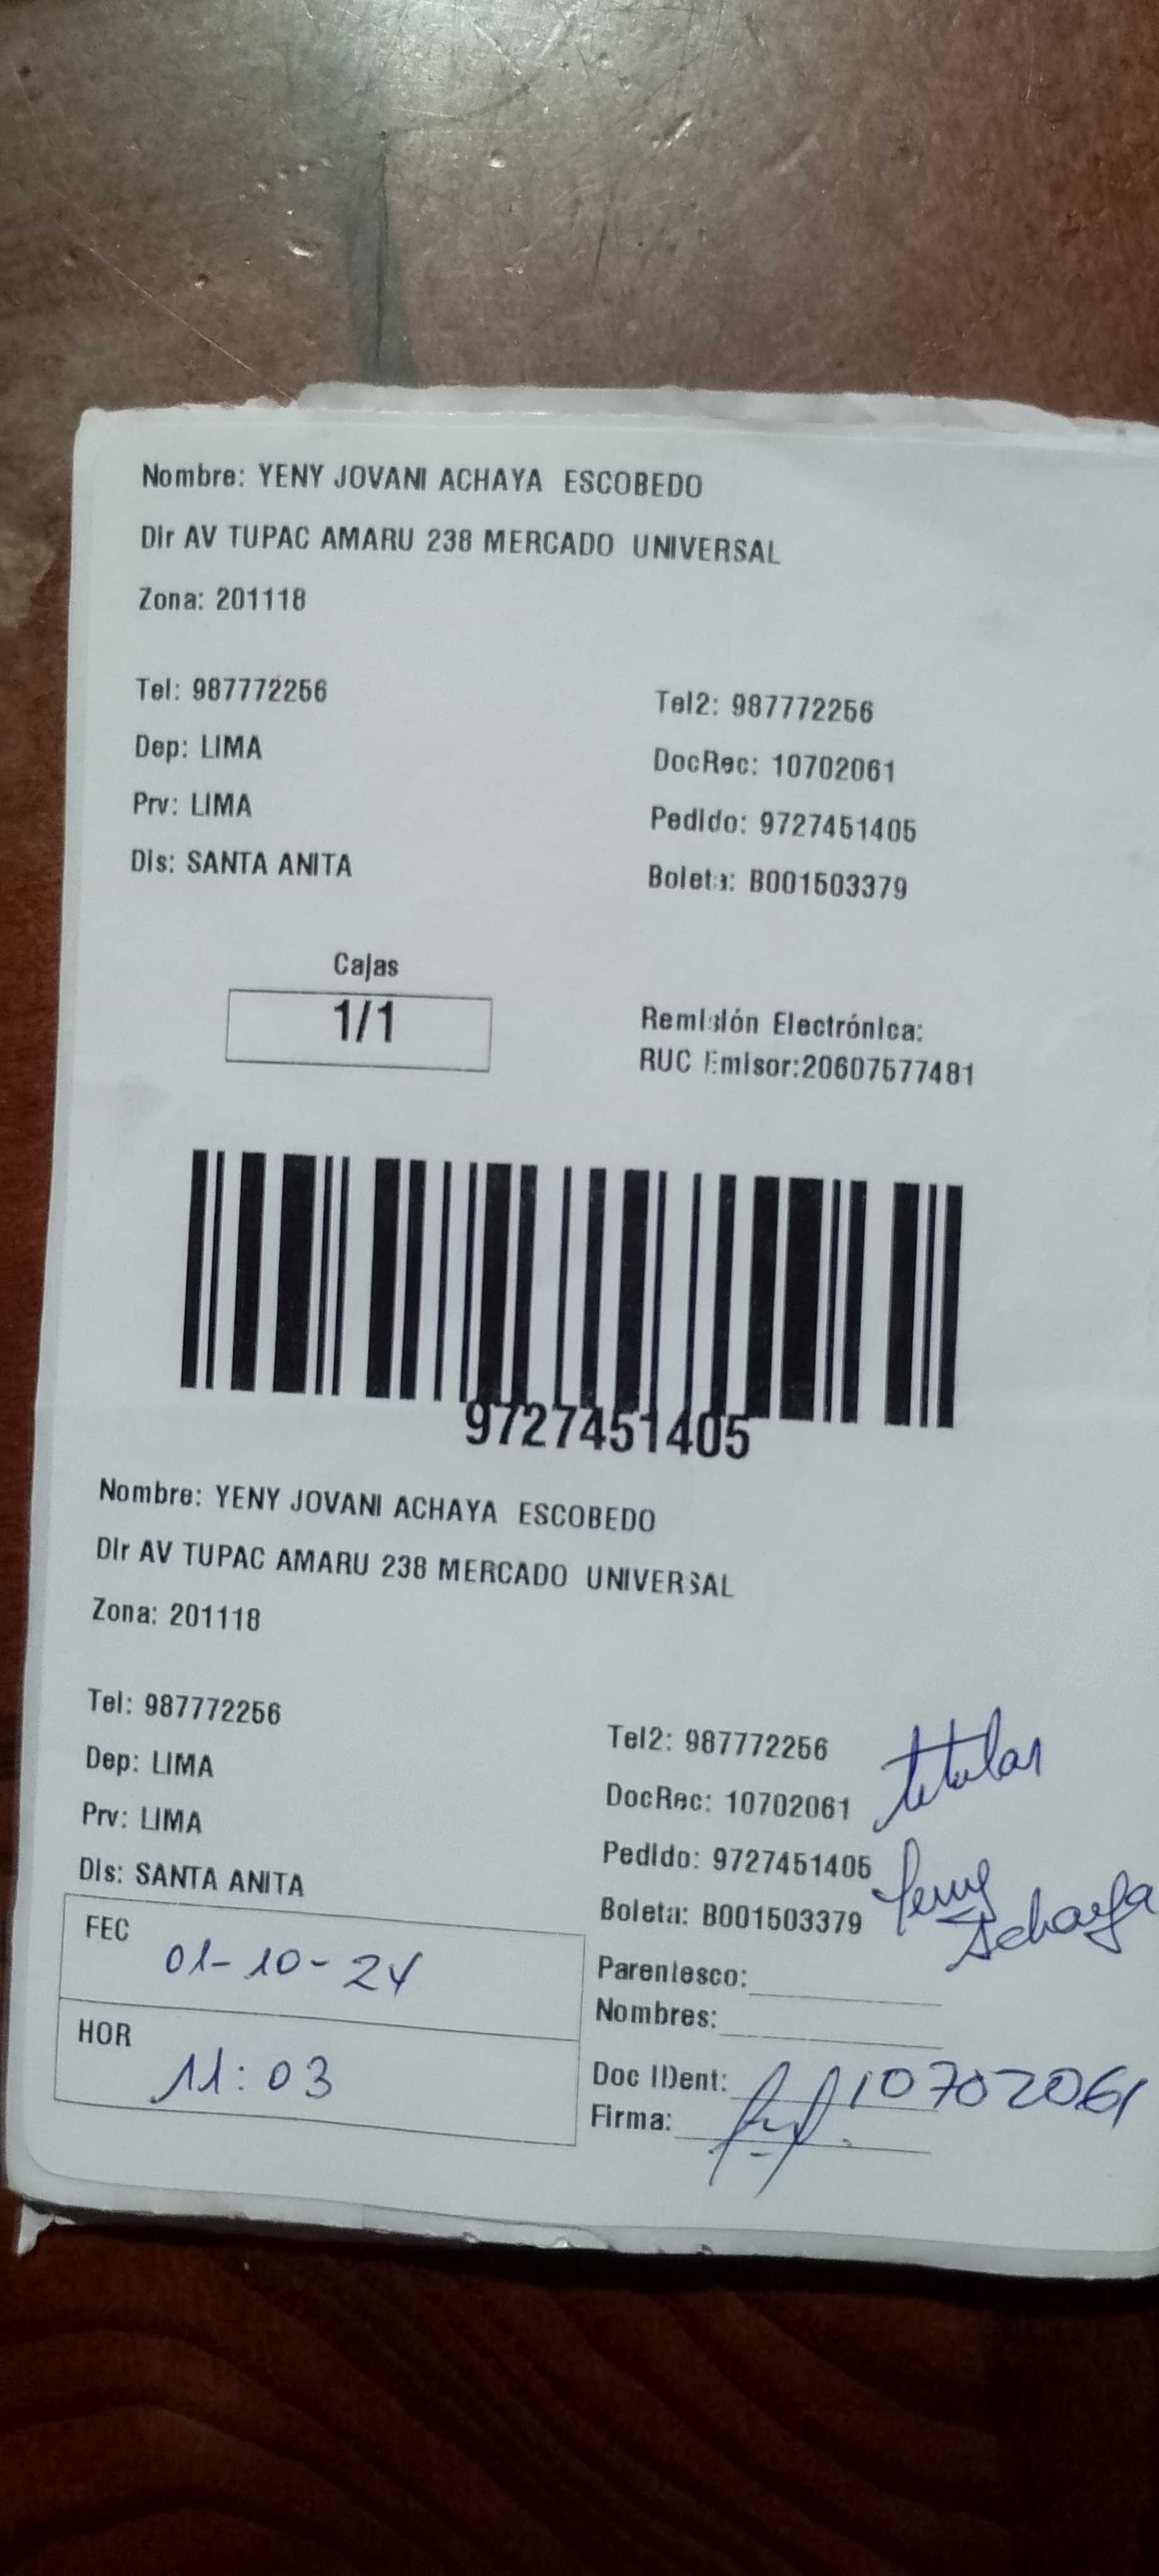 Nombre: YENY JOVANI ACHAYA ESCOBEDO
Dir AV TUPAC AMARU 238 MERCADO UNIVERSAL
Zona: 201118
Tel: 987772256
Tel2: 987772256
Dep: LIMA
DocRec: 10702061
Prv: LIMA
Pedido: 9727451405
Dis: SANTA ANITA
Boleta: B001503379
Cajas
1/1
Remisión Electrónica:
RUC Emisor:20607577481
9727451405
Nombre: YENY JOVANI ACHAYA ESCOBEDO
Dir AV TUPAC AMARU 238 MERCADO UNIVERSAL
Zona: 201118
Tel: 987772256
Tel2: 987772256 titular
Dep: LIMA
DocRec: 10702061
Prv: LIMA
Pedido: 9727451405 Yeny
Dis: SANTA ANITA
Boleta: B001503379 Achaya
FEC 01-10-24
Parentesco:
Nombres:
HOR 11:03
Doc IDent: 10702061
Firma: